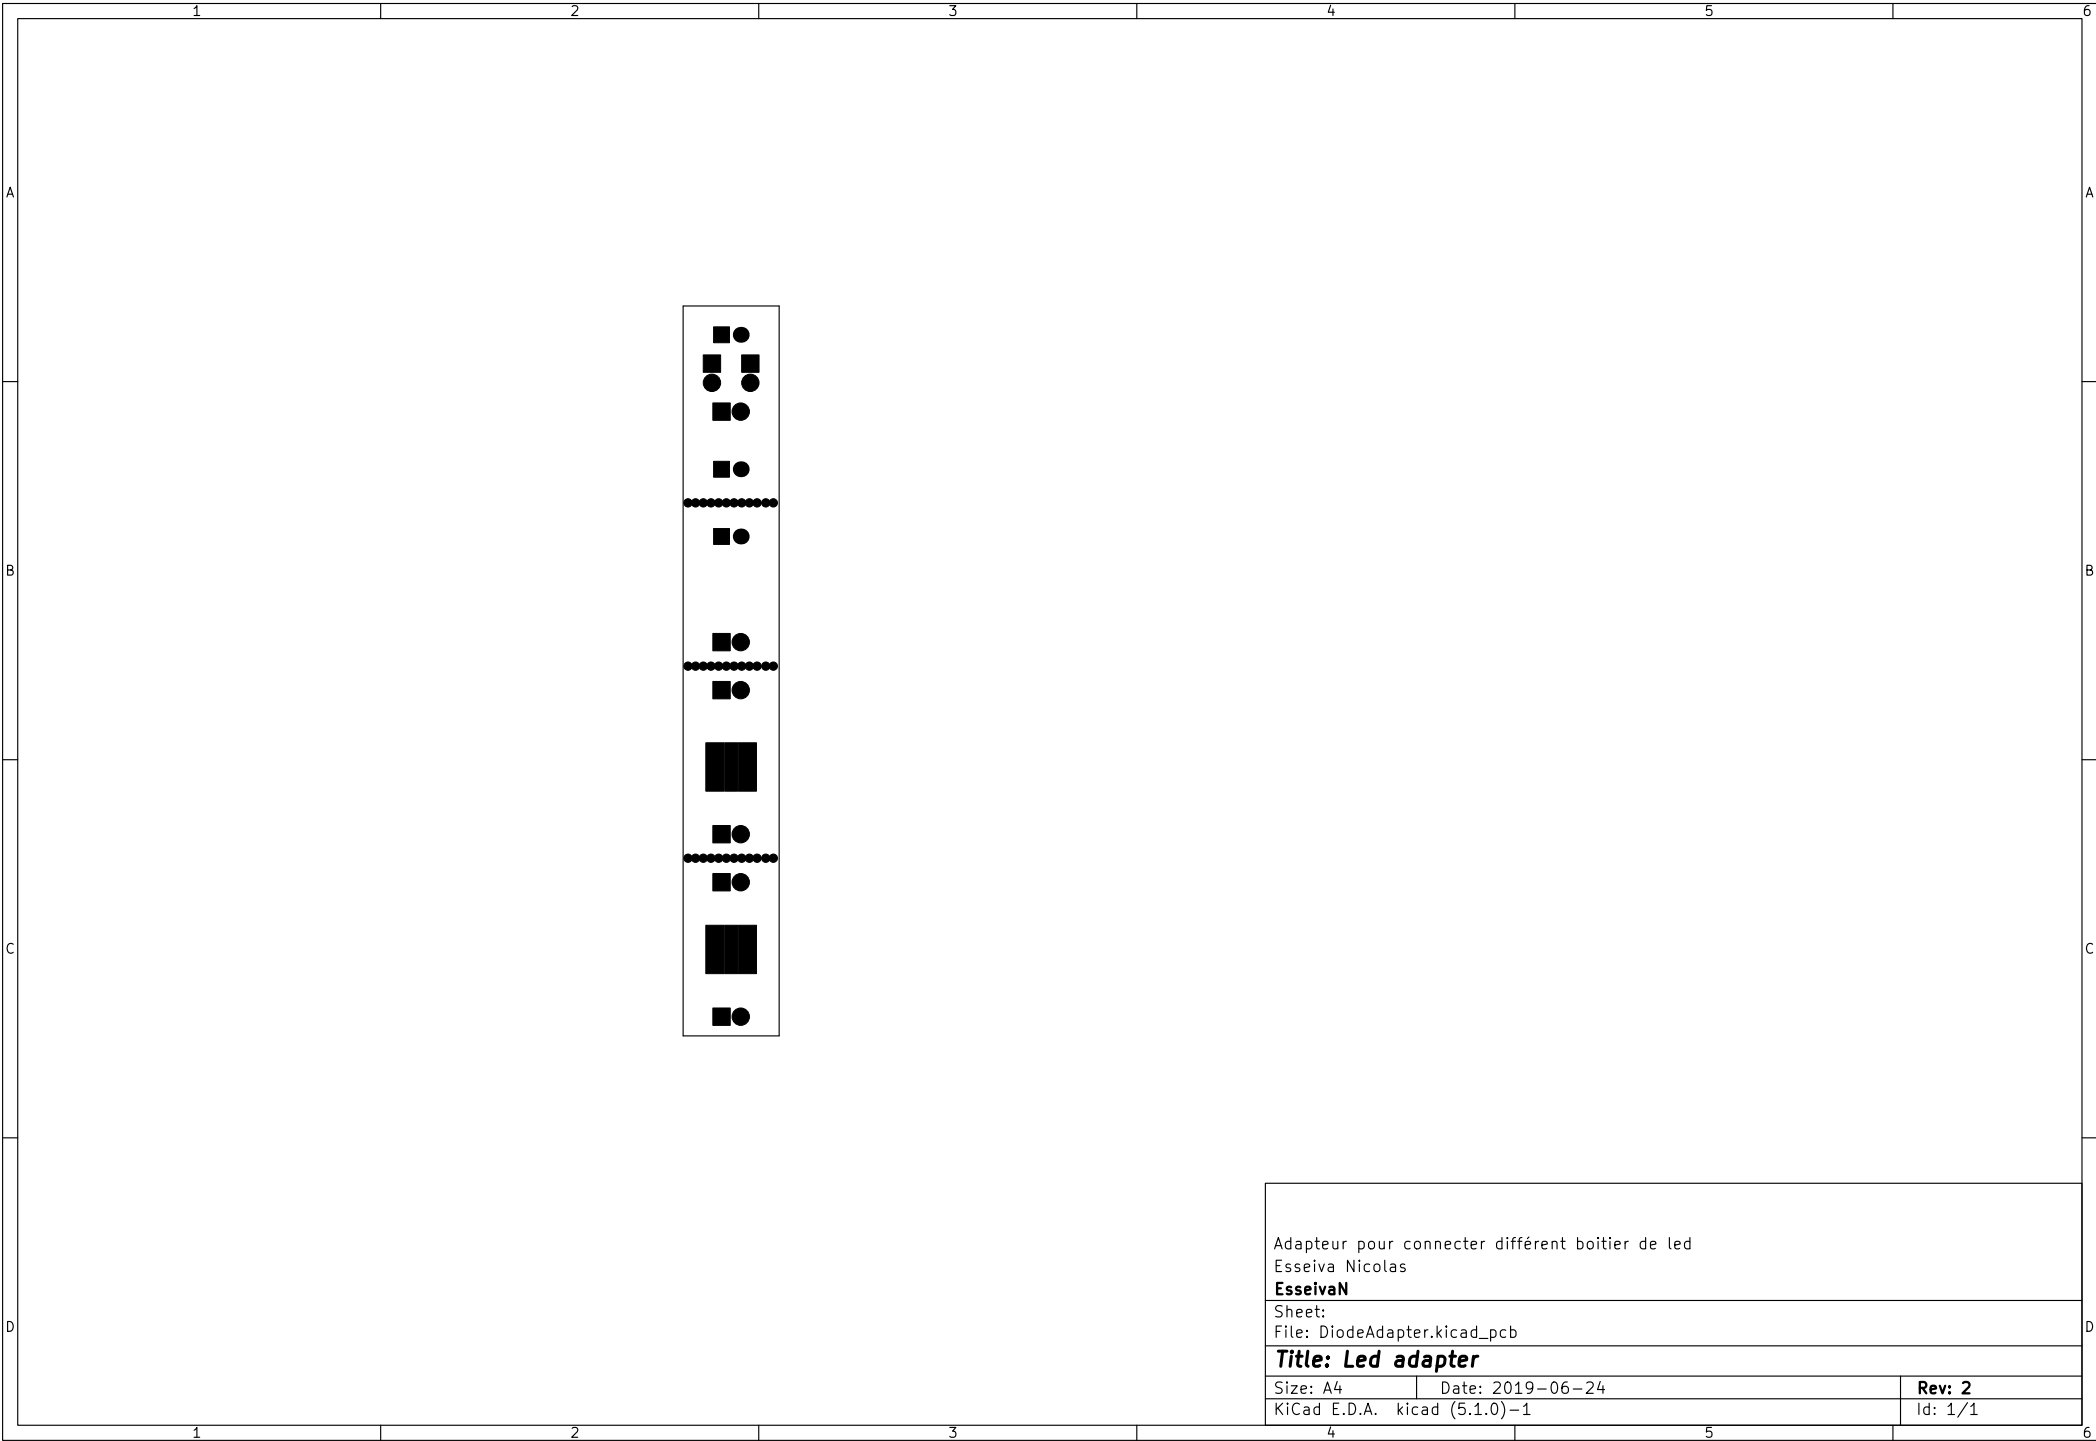 1 2 3 4 5 6
A A
B B
C C
Adapteur pour connecter différent boitier de led
Esseiva Nicolas
EsseivaN
Sheet:
D D
File: DiodeAdapter.kicad_pcb
Title: Led adapter
Size: A4 Date: 2019-06-24 Rev: 2
KiCad E.D.A. kicad (5.1.0)-1 Id: 1/1
1 2 3 4 5 6